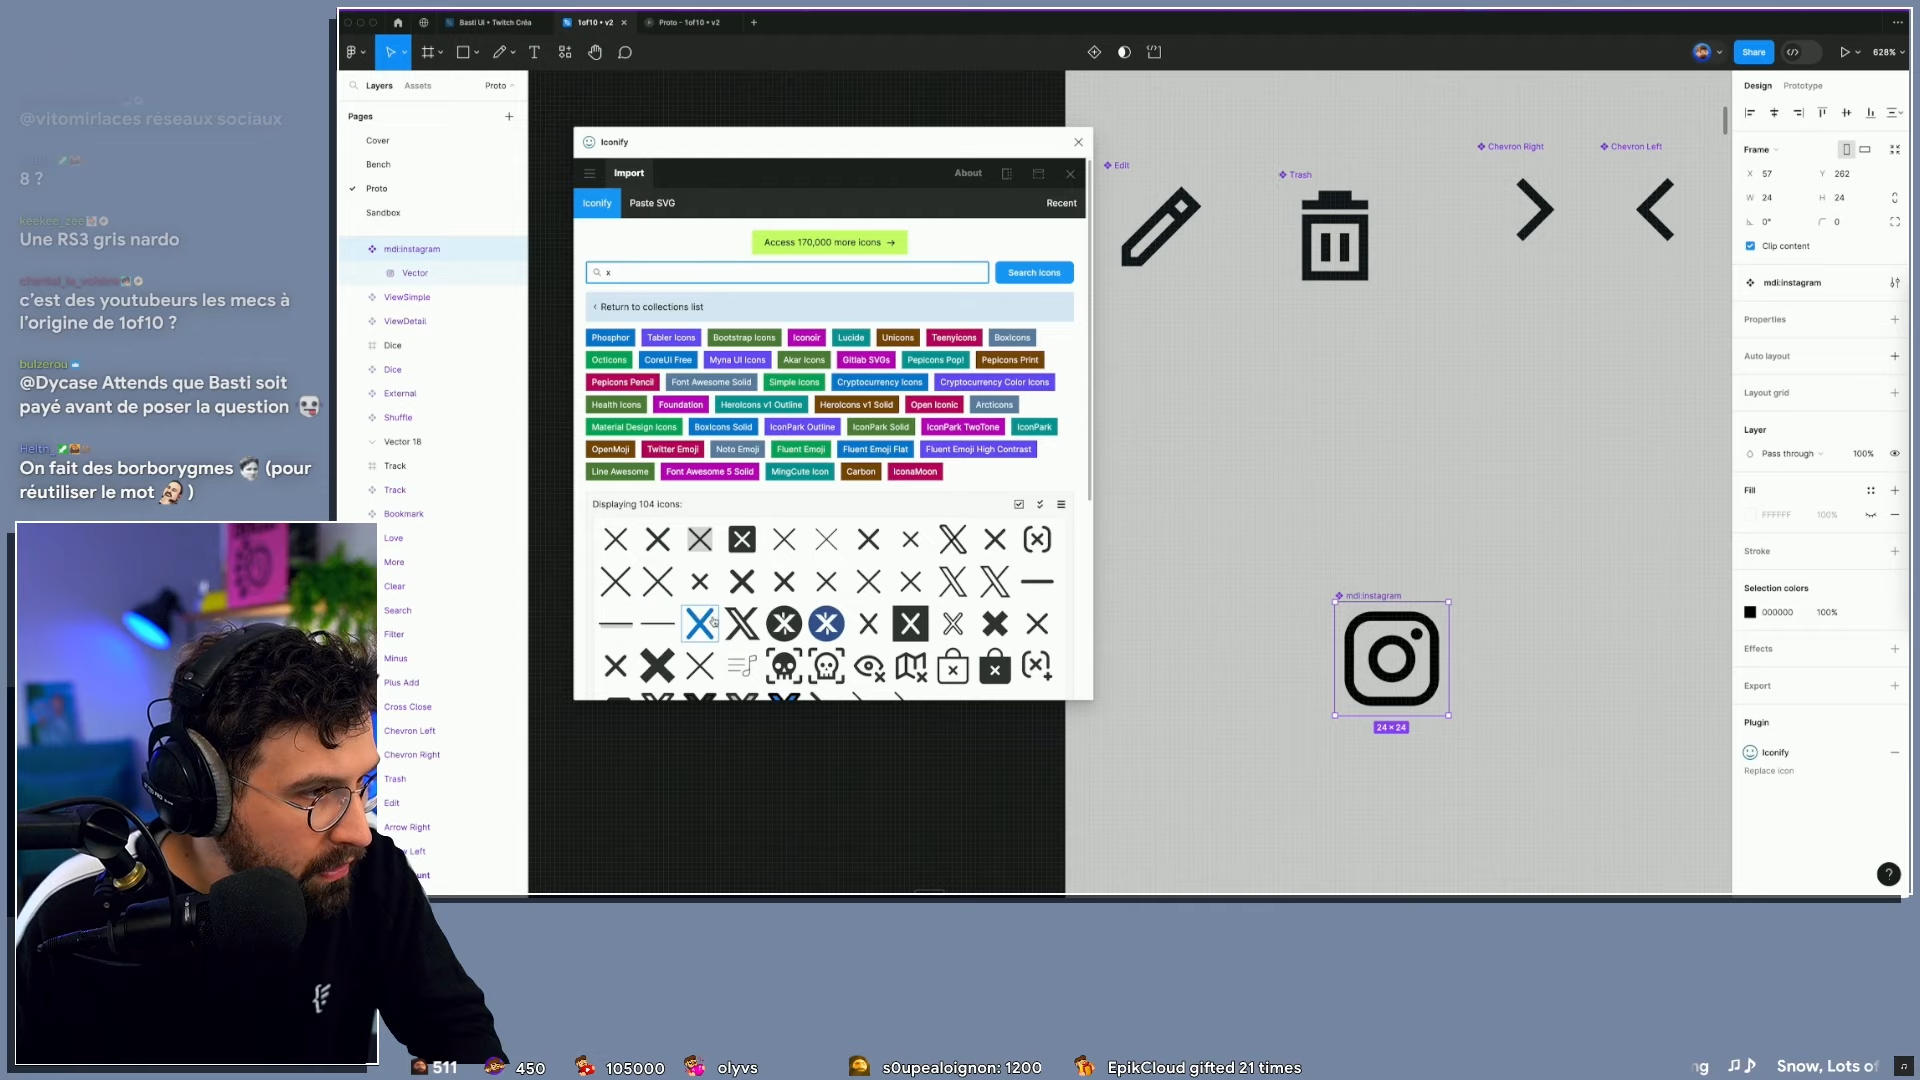 Basti Ui • Twitch Créa
1of10 • v2
Proto - 1of10 • v2
Share
628%
Layers
Assets
Proto
Design
Prototype
@vitomirlaces réseaux sociaux
8 ?
keekee_zee
Une RS3 gris nardo
c'est des youtubeurs les mecs à
l'origine de 1of10 ?
bulzerou
@Dycase Attends que Basti soit
payé avant de poser la question
On fait des borborygmes (pour
réutiliser le mot )
Pages
Cover
Bench
Proto
Sandbox
mdi:instagram
Vector
ViewSimple
ViewDetail
Dice
Dice
External
Shuffle
Vector 18
Track
Track
Bookmark
Love
More
Clear
Search
Filter
Minus
Plus Add
Cross Close
Chevron Left
Chevron Right
Trash
Edit
Arrow Right
Left
unt
Iconify
Import
About
Iconify
Paste SVG
Recent
Access 170,000 more icons →
x
Search Icons
‹ Return to collections list
Phosphor
Tabler Icons
Bootstrap Icons
Iconoir
Lucide
Unicons
Teenyicons
BoxIcons
Octicons
CoreUI Free
Myna UI Icons
Akar Icons
Gitlab SVGs
Pepicons Pop!
Pepicons Print
Pepicons Pencil
Font Awesome Solid
Simple Icons
Cryptocurrency Icons
Cryptocurrency Color Icons
Health Icons
Foundation
HeroIcons v1 Outline
HeroIcons v1 Solid
Open Iconic
Arcticons
Material Design Icons
BoxIcons Solid
IconPark Outline
IconPark Solid
IconPark TwoTone
IconPark
OpenMoji
Twitter Emoji
Noto Emoji
Fluent Emoji
Fluent Emoji Flat
Fluent Emoji High Contrast
Line Awesome
Font Awesome 5 Solid
MingCute Icon
Carbon
IconaMoon
Displaying 104 icons:
Edit
Trash
Chevron Right
Chevron Left
mdi:instagram
24 × 24
Frame
X 57
Y 262
W 24
H 24
0°
0
Clip content
mdi:instagram
Properties
Auto layout
Layout grid
Layer
Pass through
100%
Fill
FFFFFF
100%
Stroke
Selection colors
000000
100%
Effects
Export
Plugin
Iconify
Replace icon
?
511
450
105000
olyvs
s0upealoignon: 1200
EpikCloud gifted 21 times
ng
Snow, Lots of